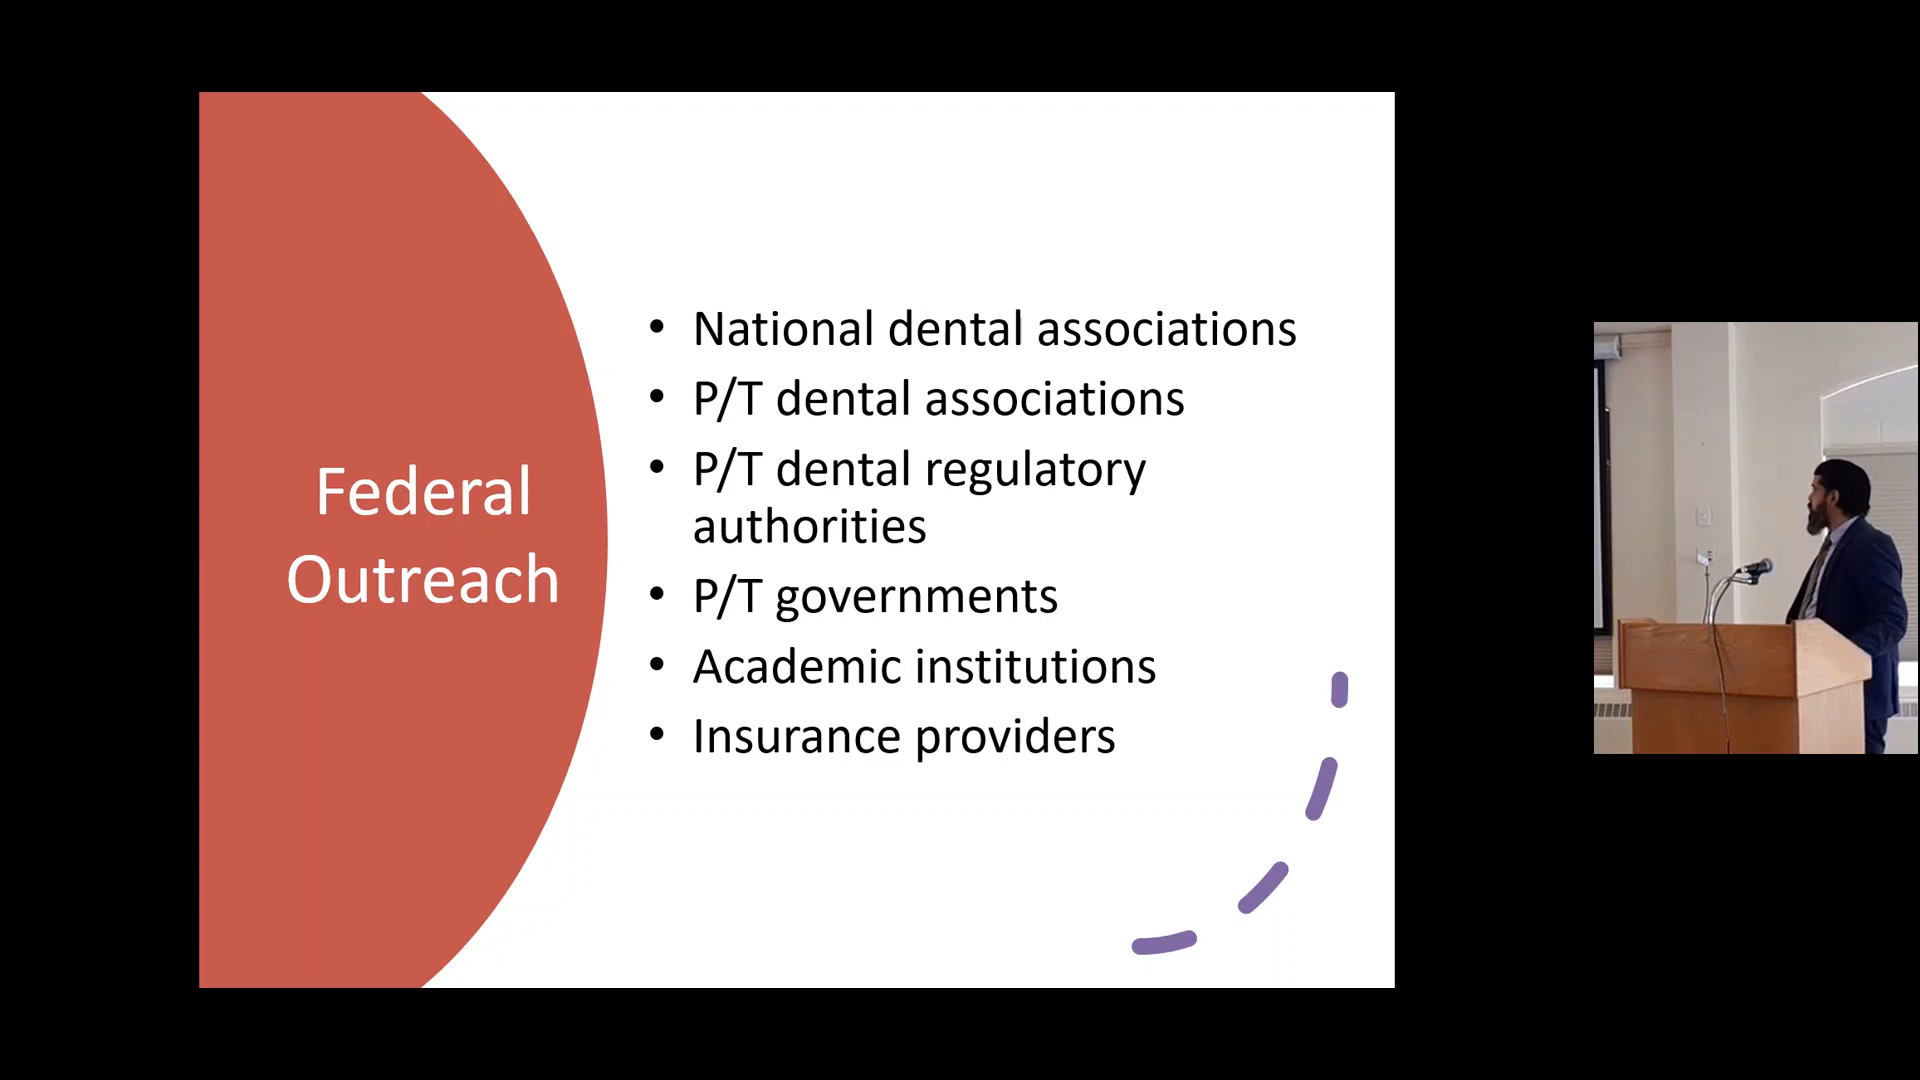 Federal
Outreach
• National dental associations
• P/T dental associations
• P/T dental regulatory
authorities
• P/T governments
• Academic institutions
• Insurance providers